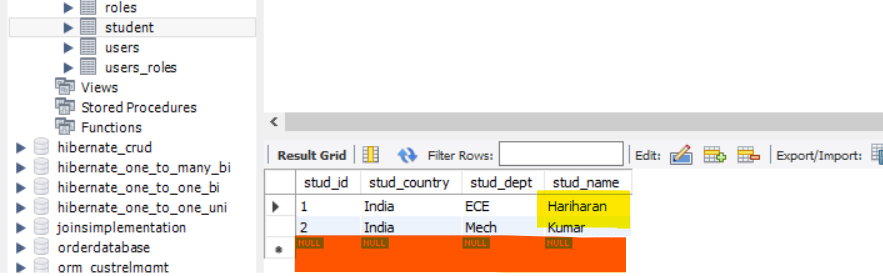 roles
student
users
users_roles
Views
Stored Procedures
Functions
hibernate_crud
hibernate_one_to_many_bi
hibernate_one_to_one_bi
hibernate_one_to_one_uni
joinsimplementation
orderdatabase
orm_custrelmgmt
Result Grid Filter Rows: Edit: Export/Import:
stud_id stud_country stud_dept stud_name
1 India ECE Hariharan
2 India Mech Kumar
NULL NULL NULL NULL